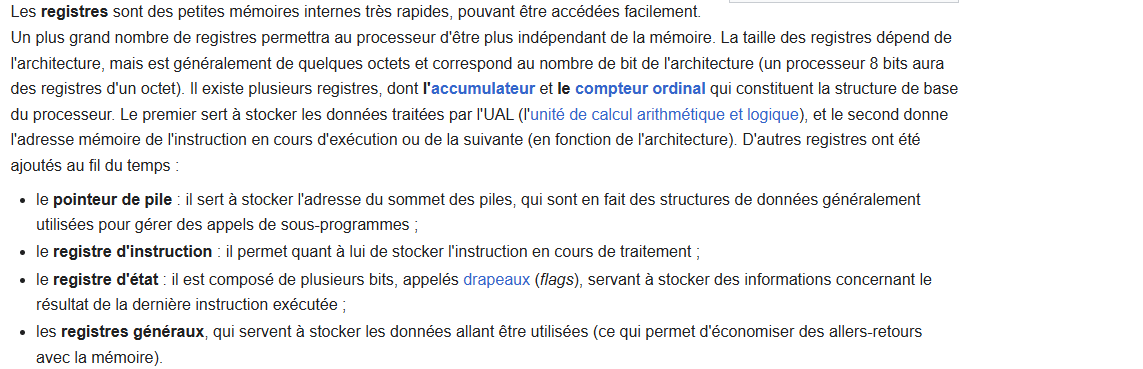 Les registres sont des petites mémoires internes très rapides, pouvant être accédées facilement.
Un plus grand nombre de registres permettra au processeur d'être plus indépendant de la mémoire. La taille des registres dépend de
l'architecture, mais est généralement de quelques octets et correspond au nombre de bit de l'architecture (un processeur 8 bits aura
des registres d'un octet). Il existe plusieurs registres, dont l'accumulateur et le compteur ordinal qui constituent la structure de base
du processeur. Le premier sert à stocker les données traitées par l'UAL (l'unité de calcul arithmétique et logique), et le second donne
l'adresse mémoire de l'instruction en cours d'exécution ou de la suivante (en fonction de l'architecture). D'autres registres ont été
ajoutés au fil du temps :
• le pointeur de pile : il sert à stocker l'adresse du sommet des piles, qui sont en fait des structures de données généralement
utilisées pour gérer des appels de sous-programmes ;
• le registre d'instruction : il permet quant à lui de stocker l'instruction en cours de traitement ;
• le registre d'état : il est composé de plusieurs bits, appelés drapeaux (flags), servant à stocker des informations concernant le
résultat de la dernière instruction exécutée ;
• les registres généraux, qui servent à stocker les données allant être utilisées (ce qui permet d'économiser des allers-retours
avec la mémoire).